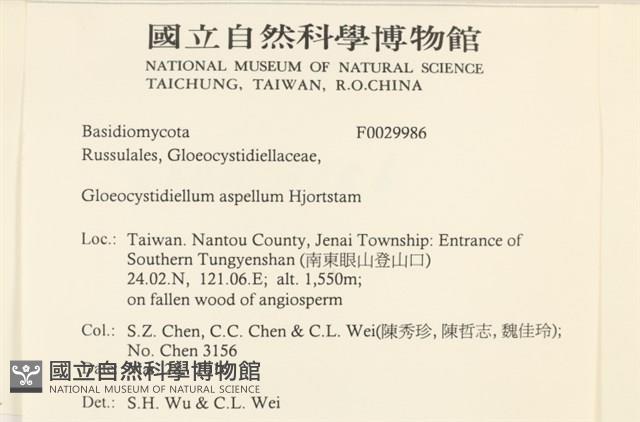 國立自然科學博物館
NATIONAL MUSEUM OF NATURAL SCIENCE
TAICHUNG, TAIWAN, R.O.CHINA
Basidiomycota F0029986
Russulales, Gloeocystidiellaceae,
Gloeocystidiellum aspellum Hjortstam
Loc.: Taiwan. Nantou County, Jenai Township: Entrance of
Southern Tungyenshan (南東眼山登山口)
24.02.N, 121.06.E; alt. 1,550m;
on fallen wood of angiosperm
Col.: S.Z. Chen, C.C. Chen & C.L. Wei(陳秀珍, 陳哲志, 魏佳玲);
No. Chen 3156
國立自然科學博物館
NATIONAL MUSEUM OF NATURAL SCIENCE
Det.: S.H. Wu & C.L. Wei